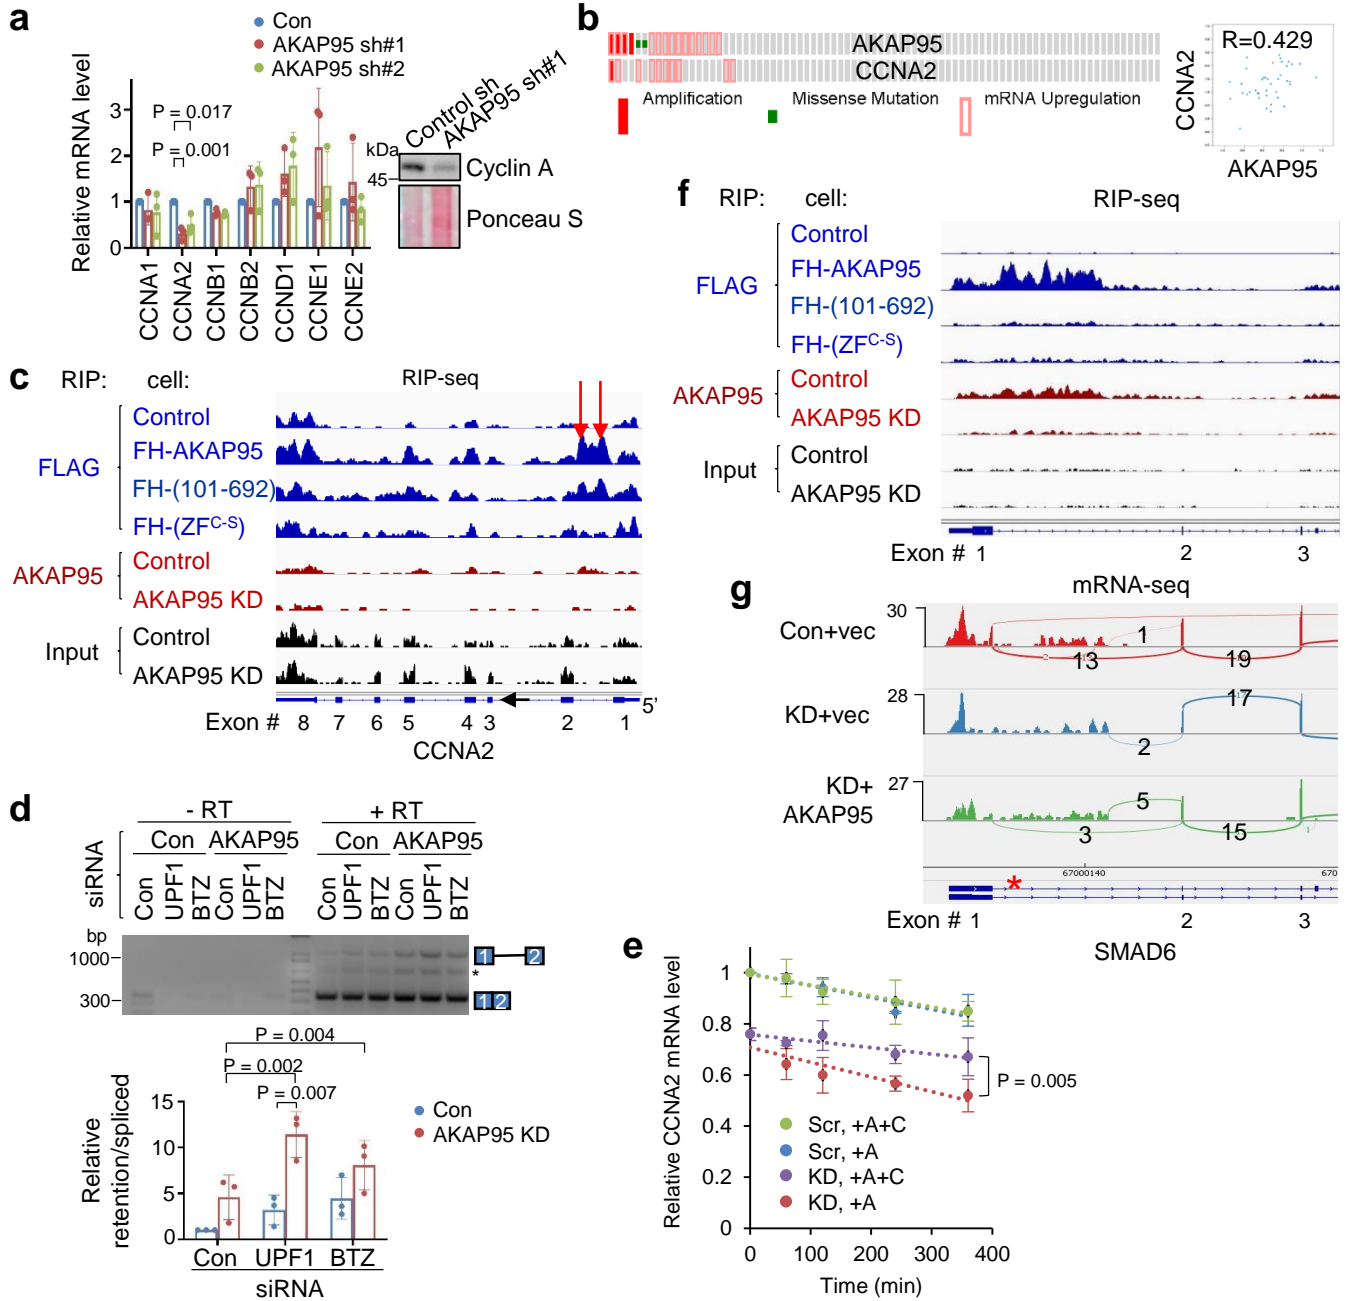 a
Con
AKAP95 sh#1
AKAP95 sh#2
Relative mRNA level
3
2
1
0
P = 0.017
P = 0.001
CCNA1
CCNA2
CCNB1
CCNB2
CCND1
CCNE1
CCNE2
Control sh
AKAP95 sh#1
kDa
45
Cyclin A
Ponceau S
b
AKAP95
CCNA2
Amplification
Missense Mutation
mRNA Upregulation
R=0.429
CCNA2
AKAP95
c
RIP:
cell:
RIP-seq
FLAG
Control
FH-AKAP95
FH-(101-692)
FH-(ZF^C-S)
AKAP95
Control
AKAP95 KD
Input
Control
AKAP95 KD
5'
Exon # 8 7 6 5 4 3 2 1
CCNA2
d
- RT
+ RT
siRNA
Con AKAP95 Con AKAP95
Con UPF1 BTZ Con UPF1 BTZ Con UPF1 BTZ Con UPF1 BTZ
bp
1000
300
1 2
*
1 2
P = 0.004
P = 0.002
P = 0.007
Relative retention/spliced
15
10
5
0
Con
AKAP95 KD
Con UPF1 BTZ
siRNA
e
Relative CCNA2 mRNA level
1
0.8
0.6
0.4
0.2
0
P = 0.005
Scr, +A+C
Scr, +A
KD, +A+C
KD, +A
0 100 200 300 400
Time (min)
f
RIP:
cell:
RIP-seq
FLAG
Control
FH-AKAP95
FH-(101-692)
FH-(ZF^C-S)
AKAP95
Control
AKAP95 KD
Input
Control
AKAP95 KD
Exon # 1 2 3
g
mRNA-seq
Con+vec
30
1
2
13
19
KD+vec
28
17
2
KD+
AKAP95
27
5
3
15
1
67000140
670
*
Exon # 1 2 3
SMAD6